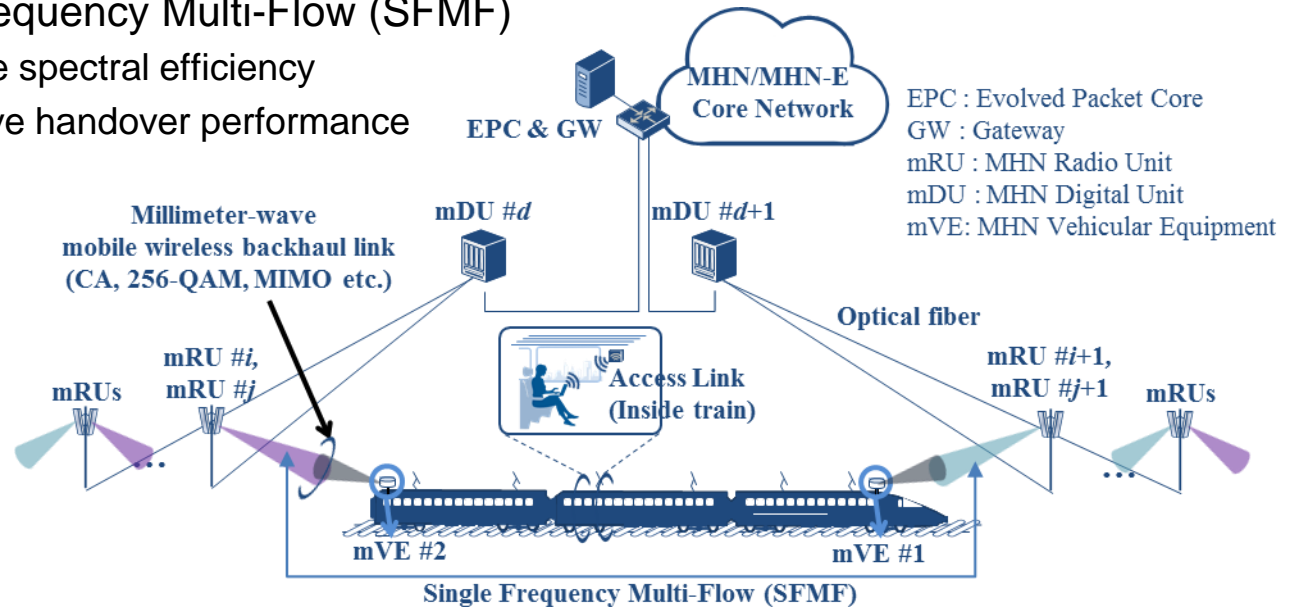 equency Multi-Flow (SFMF)
e spectral efficiency
ve handover performance
MHN/MHN-E
Core Network
EPC & GW
EPC : Evolved Packet Core
GW : Gateway
mRU : MHN Radio Unit
mDU : MHN Digital Unit
mVE: MHN Vehicular Equipment
Millimeter-wave
mobile wireless backhaul link
(CA, 256-QAM, MIMO etc.)
mDU #d
mDU #d+1
Optical fiber
mRUs
mRU #i,
mRU #j
Access Link
(Inside train)
mRU #i+1,
mRU #j+1
mRUs
...
...
mVE #2
mVE #1
Single Frequency Multi-Flow (SFMF)